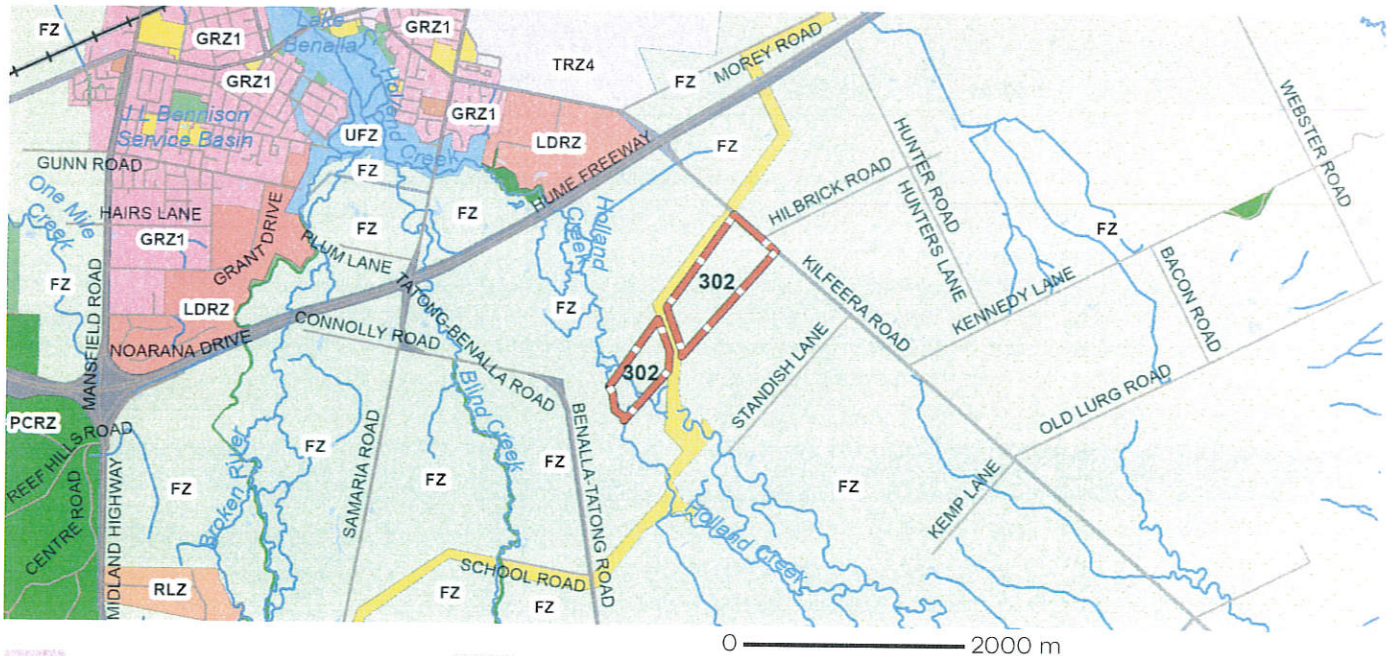 FZ
GRZ1
Lake
Benalla
GRZ1
TRZ4
MOREY ROAD
FZ
GRZ1
Holland Creek
GRZ1
J L Bennison
Service Basin
UFZ
LDRZ
FZ
HUNTER ROAD
WEBSTER ROAD
GUNN ROAD
FZ
HUME FREEWAY
HILBRICK ROAD
One Mile
Creek
HAIRS LANE
GRZ1
GRANT DRIVE
FZ
FZ
Holland
Creek
HUNTERS LANE
FZ
PLUM LANE
FZ
MANSFIELD ROAD
LDRZ
TATONG-BENALLA ROAD
FZ
302
KILFEERA ROAD
KENNEDY LANE
BACON ROAD
NOARANA DRIVE
CONNOLLY ROAD
302
STANDISH LANE
OLD LURG ROAD
PCRZ
REEF HILLS ROAD
CENTRE ROAD
MIDLAND HIGHWAY
FZ
Broken River
FZ
SAMARIA ROAD
FZ
Blind Creek
FZ
BENALLA-TATONG ROAD
FZ
KEMP LANE
Holland Creek
RLZ
SCHOOL ROAD
FZ
FZ
0 2000 m